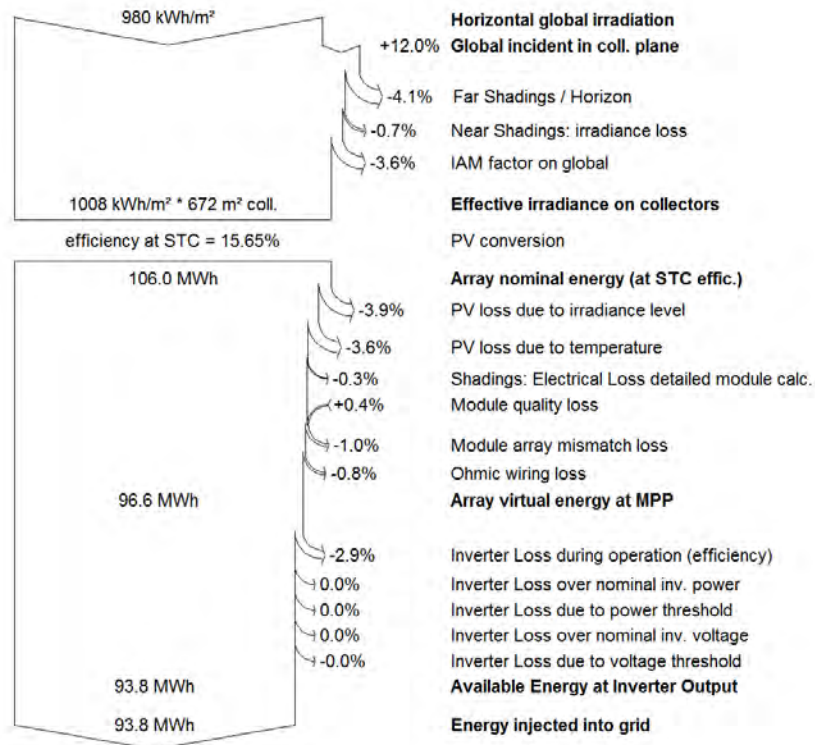 980 kWh/m² Horizontal global irradiation
+12.0% Global incident in coll. plane
-4.1% Far Shadings / Horizon
-0.7% Near Shadings: irradiance loss
-3.6% IAM factor on global
1008 kWh/m² * 672 m² coll. Effective irradiance on collectors
efficiency at STC = 15.65% PV conversion
106.0 MWh Array nominal energy (at STC effic.)
-3.9% PV loss due to irradiance level
-3.6% PV loss due to temperature
-0.3% Shadings: Electrical Loss detailed module calc.
+0.4% Module quality loss
-1.0% Module array mismatch loss
-0.8% Ohmic wiring loss
96.6 MWh Array virtual energy at MPP
-2.9% Inverter Loss during operation (efficiency)
0.0% Inverter Loss over nominal inv. power
0.0% Inverter Loss due to power threshold
0.0% Inverter Loss over nominal inv. voltage
-0.0% Inverter Loss due to voltage threshold
93.8 MWh Available Energy at Inverter Output
93.8 MWh Energy injected into grid